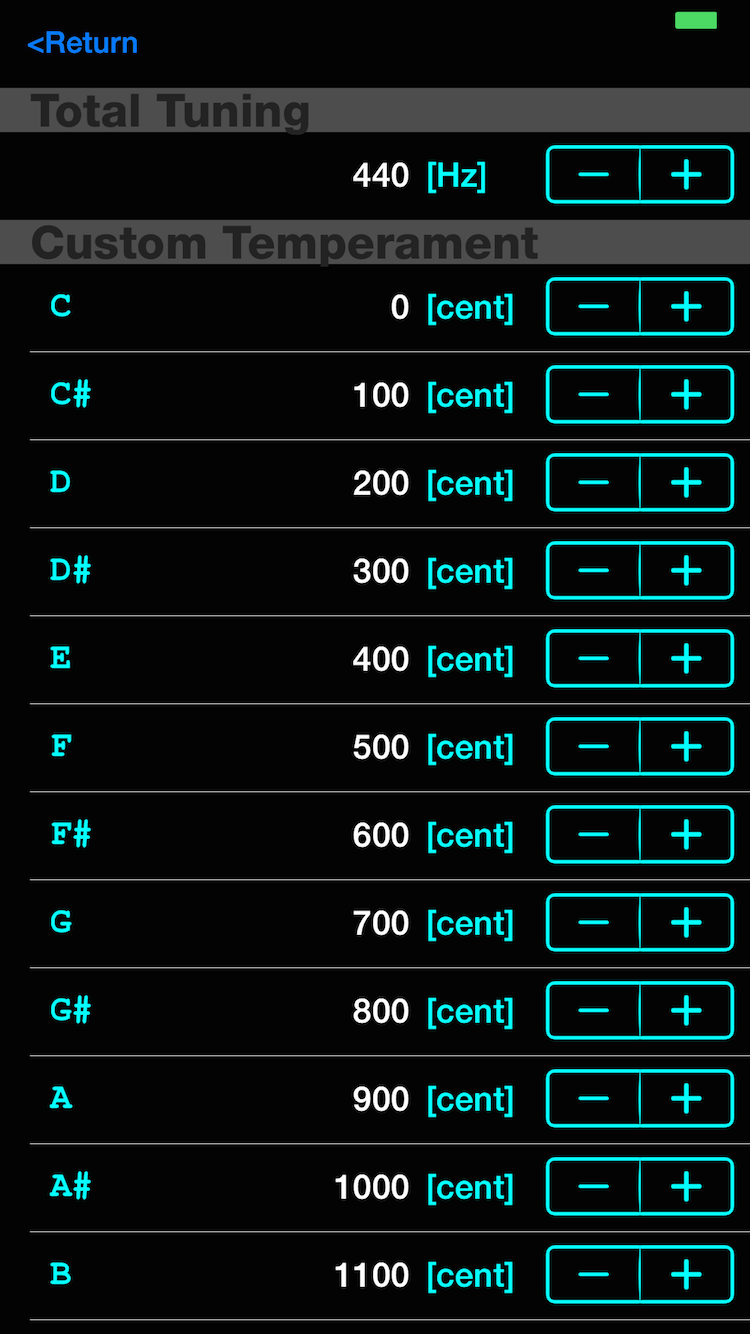 <Return
Total Tuning
440 [Hz] − +
Custom Temperament
C 0 [cent] − +
C# 100 [cent] − +
D 200 [cent] − +
D# 300 [cent] − +
E 400 [cent] − +
F 500 [cent] − +
F# 600 [cent] − +
G 700 [cent] − +
G# 800 [cent] − +
A 900 [cent] − +
A# 1000 [cent] − +
B 1100 [cent] − +